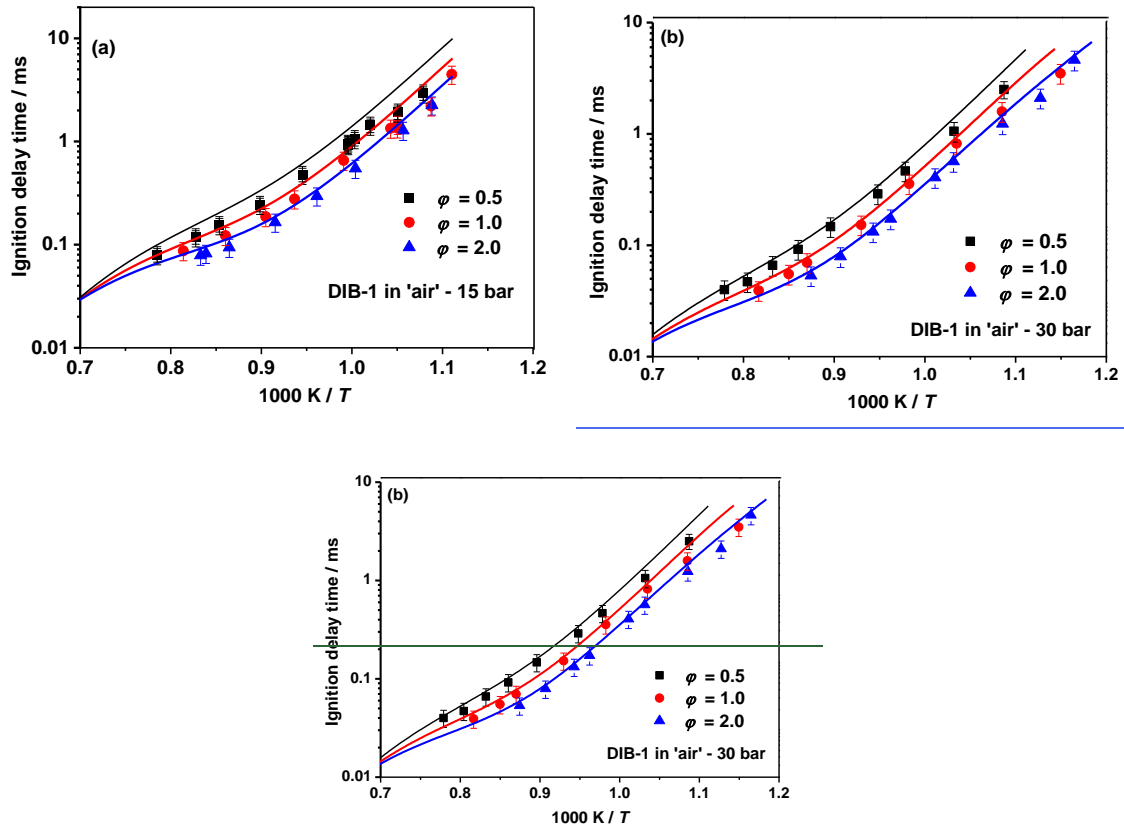 (a)
Ignition delay time / ms
10
1
0.1
0.01
φ = 0.5
φ = 1.0
φ = 2.0
DIB-1 in 'air' - 15 bar
0.7 0.8 0.9 1.0 1.1 1.2
1000 K / T
(b)
Ignition delay time / ms
10
1
0.1
0.01
φ = 0.5
φ = 1.0
φ = 2.0
DIB-1 in 'air' - 30 bar
0.7 0.8 0.9 1.0 1.1 1.2
1000 K / T
(b)
Ignition delay time / ms
10
1
0.1
0.01
φ = 0.5
φ = 1.0
φ = 2.0
DIB-1 in 'air' - 30 bar
0.7 0.8 0.9 1.0 1.1 1.2
1000 K / T